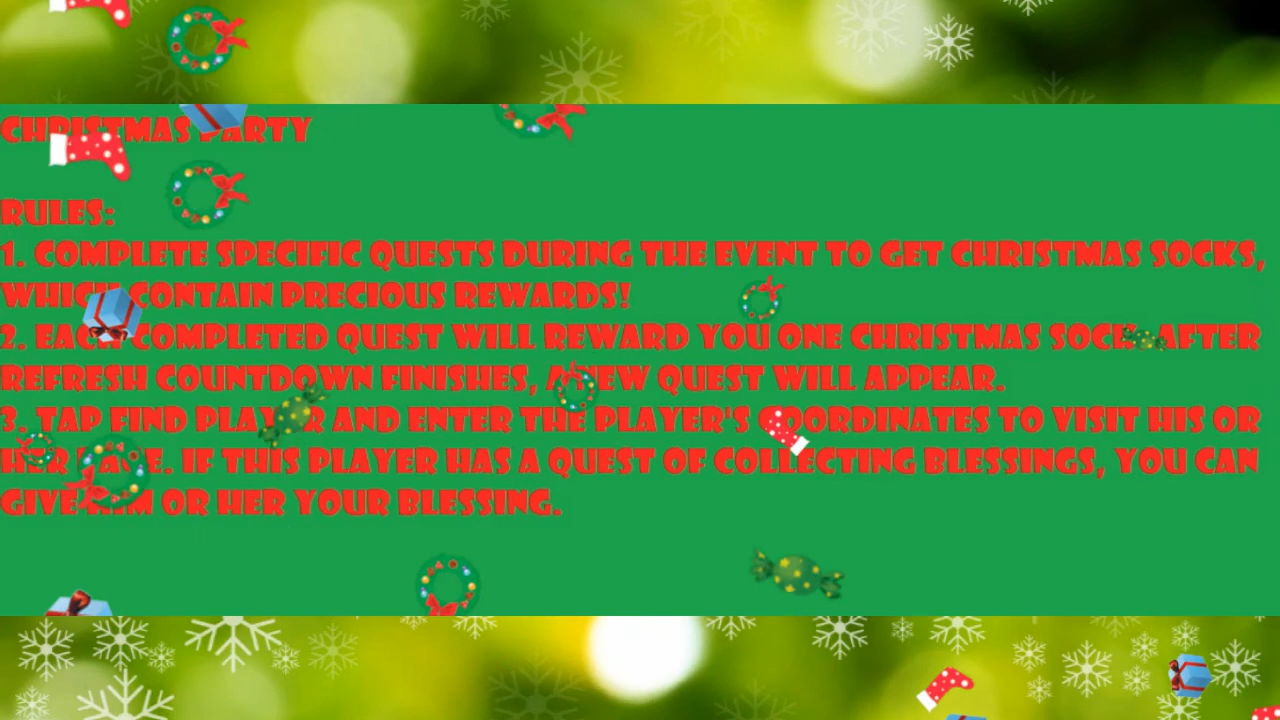 CHRISTMAS PARTY
RULES:
1. COMPLETE SPECIFIC QUESTS DURING THE EVENT TO GET CHRISTMAS SOCKS,
WHICH CONTAIN PRECIOUS REWARDS!
2. EACH COMPLETED QUEST WILL REWARD YOU ONE CHRISTMAS SOCK. AFTER
REFRESH COUNTDOWN FINISHES, A NEW QUEST WILL APPEAR.
3. TAP FIND PLAYER AND ENTER THE PLAYER'S COORDINATES TO VISIT HIS OR
HER . IF THIS PLAYER HAS A QUEST OF COLLECTING BLESSINGS, YOU CAN
GIVE HIM OR HER YOUR BLESSING.